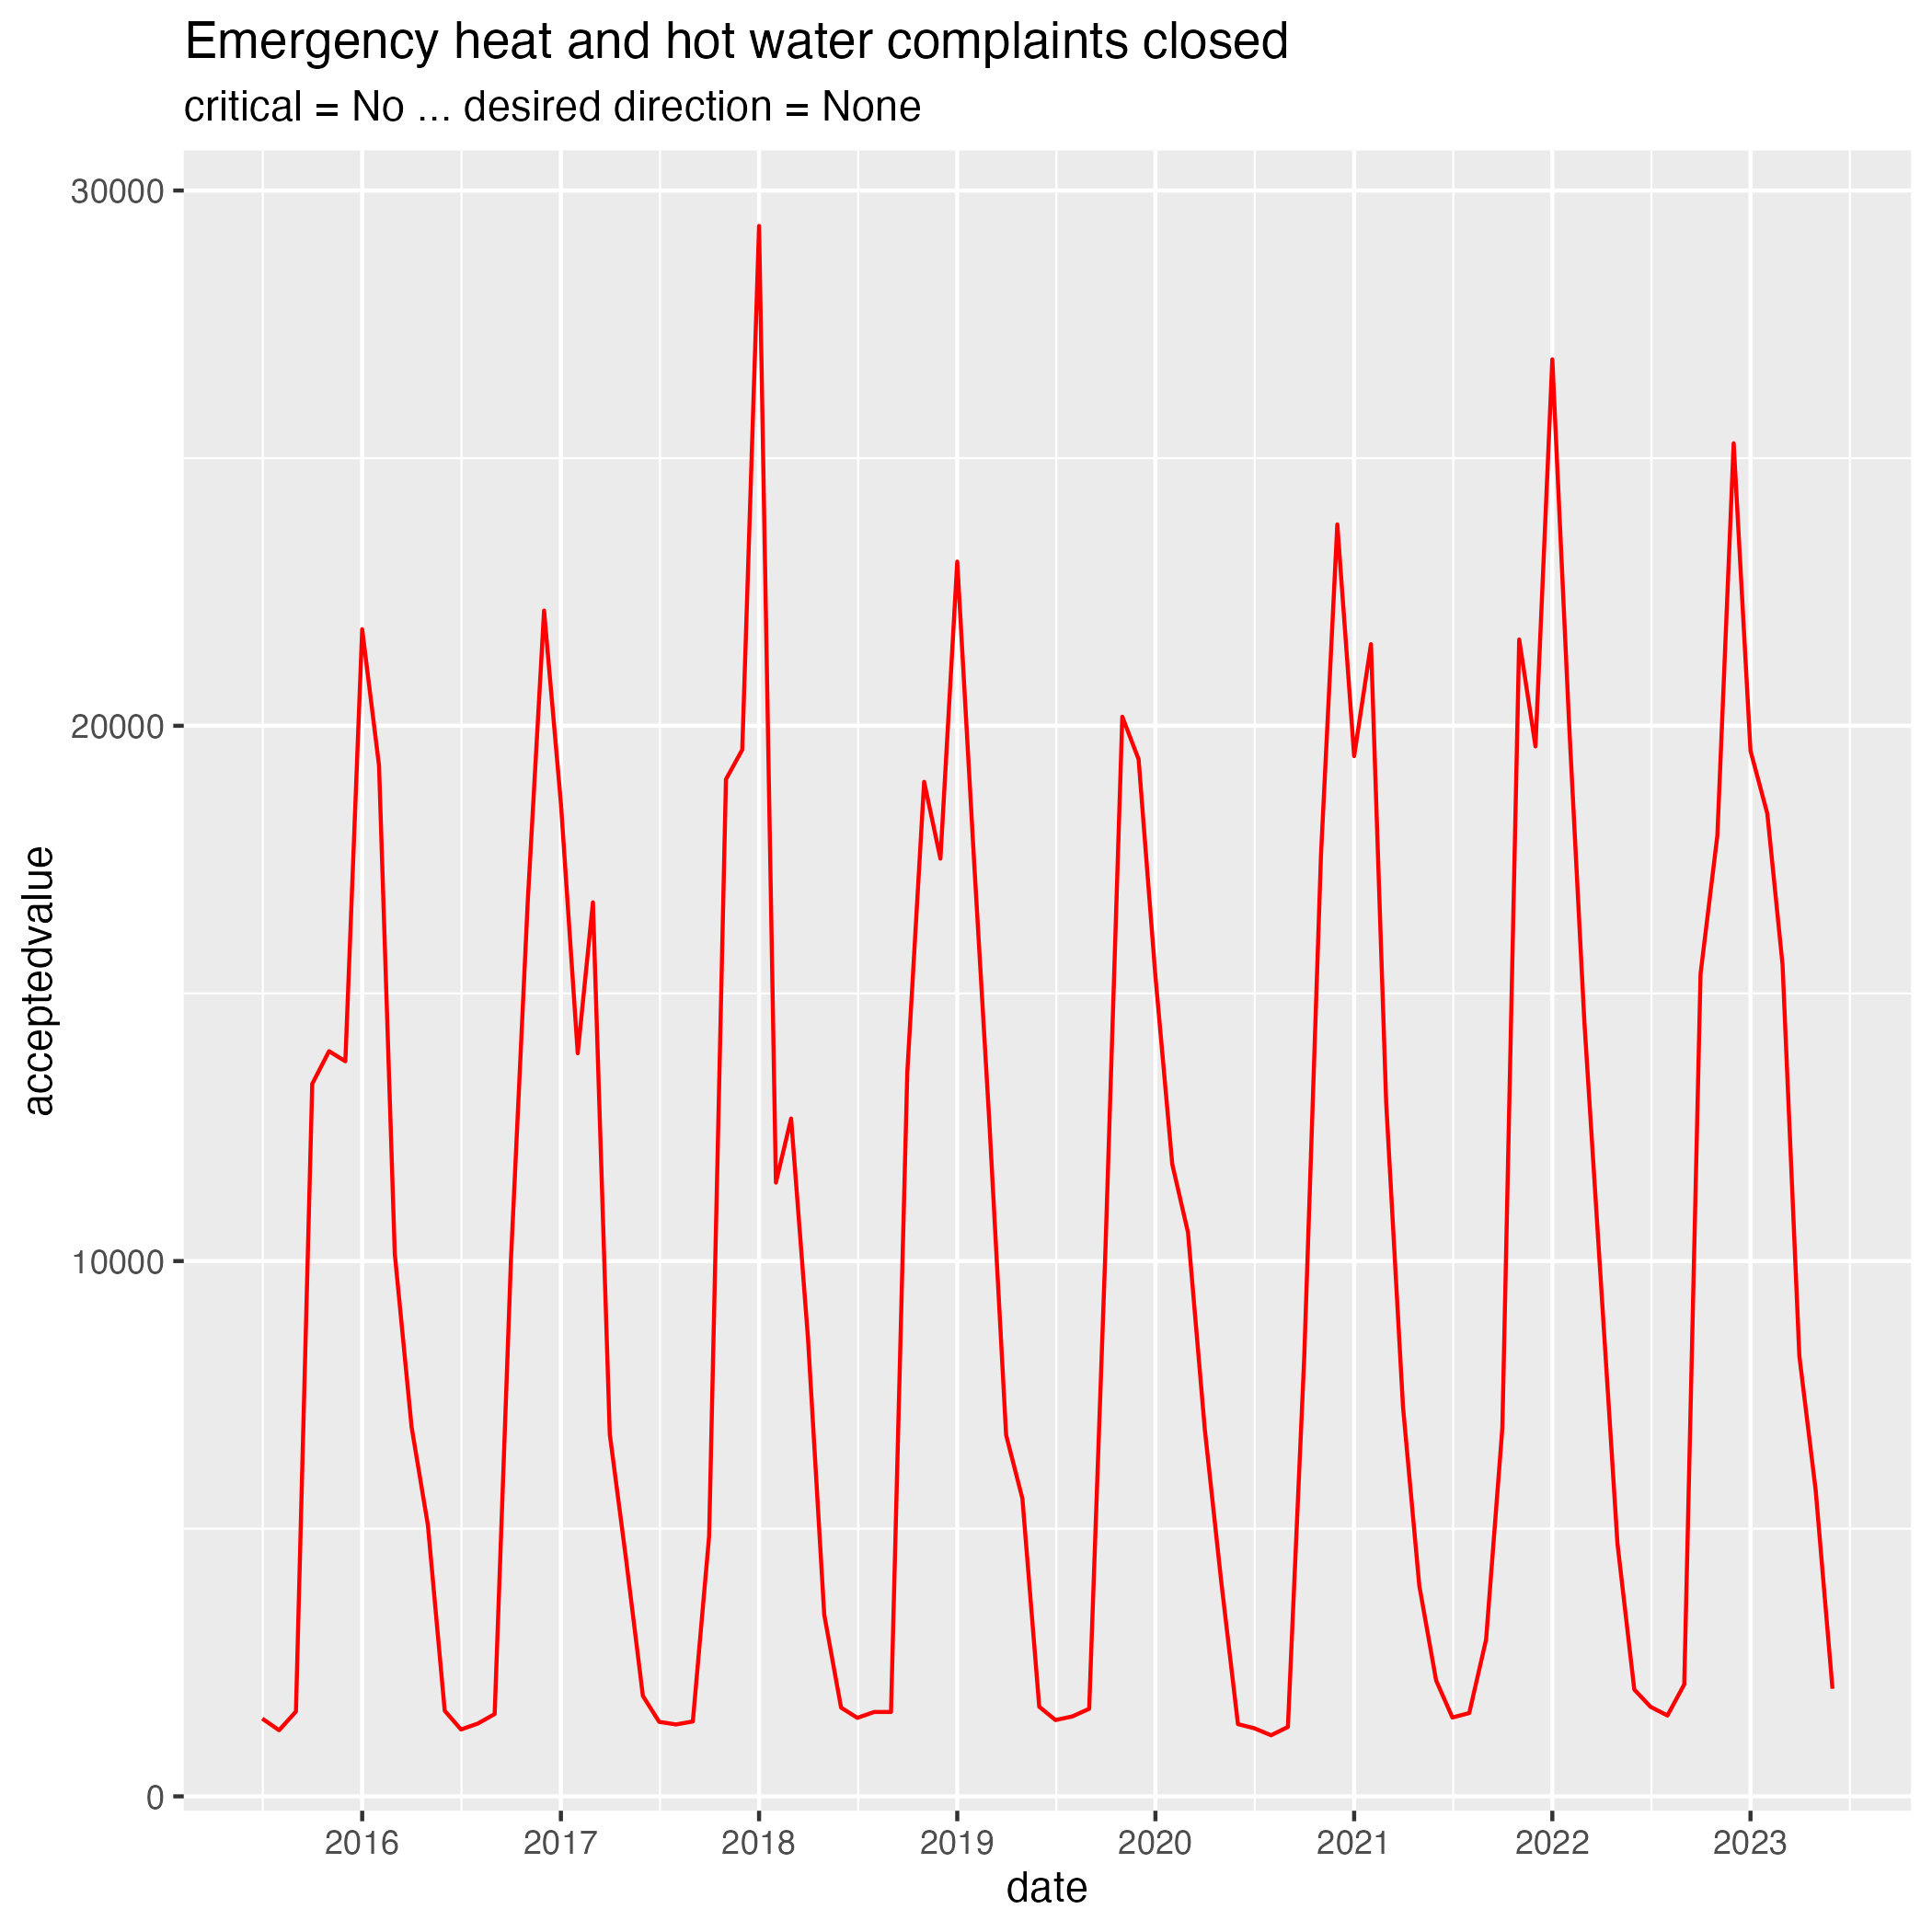 Emergency heat and hot water complaints closed
critical = No ... desired direction = None
acceptedvalue
30000
20000
10000
0
2016 2017 2018 2019 2020 2021 2022 2023
date